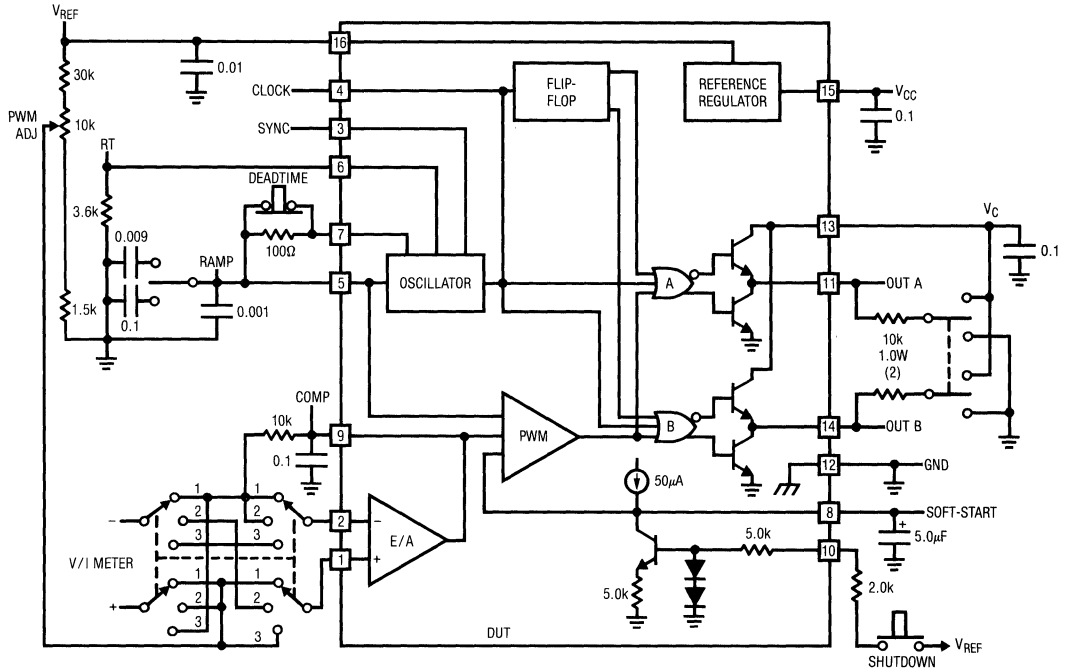 VREF
16
0.01
30k
CLOCK
4
FLIP-
FLOP
REFERENCE
REGULATOR
15
VCC
0.1
PWM
ADJ
10k
SYNC
3
RT
6
DEADTIME
3.6k
100Ω
7
0.009
13
VC
0.1
RAMP
5
OSCILLATOR
A
11
OUT A
1.5k
0.1
0.001
10k
1.0W
(2)
COMP
10k
9
PWM
B
14
OUT B
0.1
12
GND
50μA
1
1
8
SOFT-START
–
2
2
2
–
E/A
+
5.0μF
3
3
5.0k
10
V/I METER
1
+
1
1
5.0k
2.0k
+
2
2
3
3
DUT
VREF
SHUTDOWN